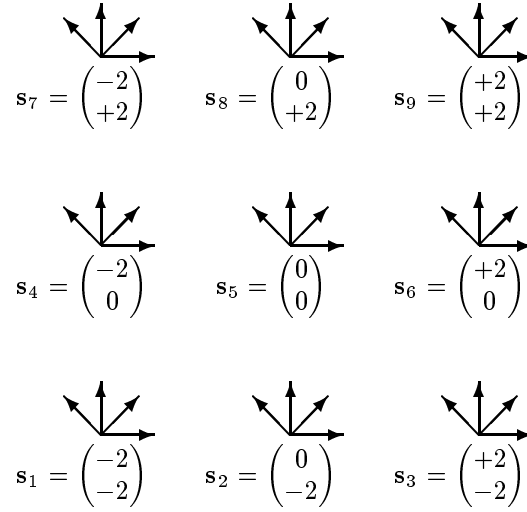 s₇ = (−2 +2) s₈ = (0 +2) s₉ = (+2 +2)
s₄ = (−2 0) s₅ = (0 0) s₆ = (+2 0)
s₁ = (−2 −2) s₂ = (0 −2) s₃ = (+2 −2)